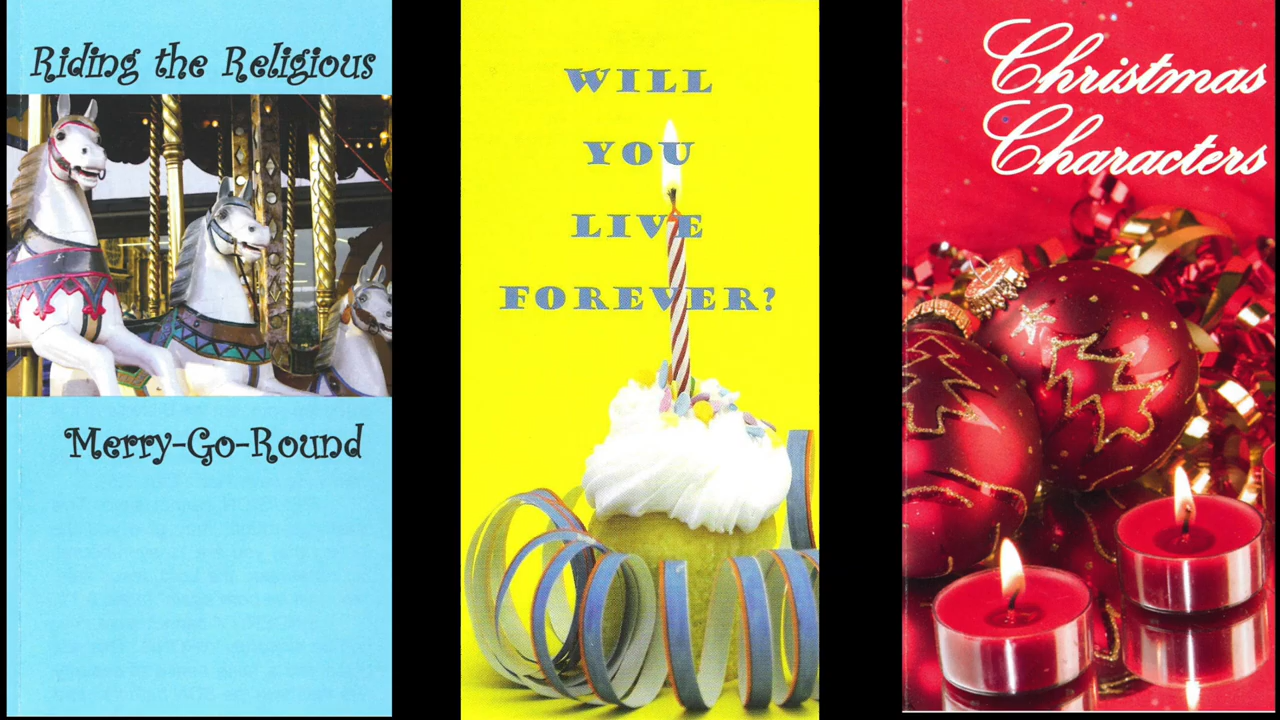 Riding the Religious
Merry-Go-Round
WILL
YOU
LIVE
FOREVER?
Christmas
Characters